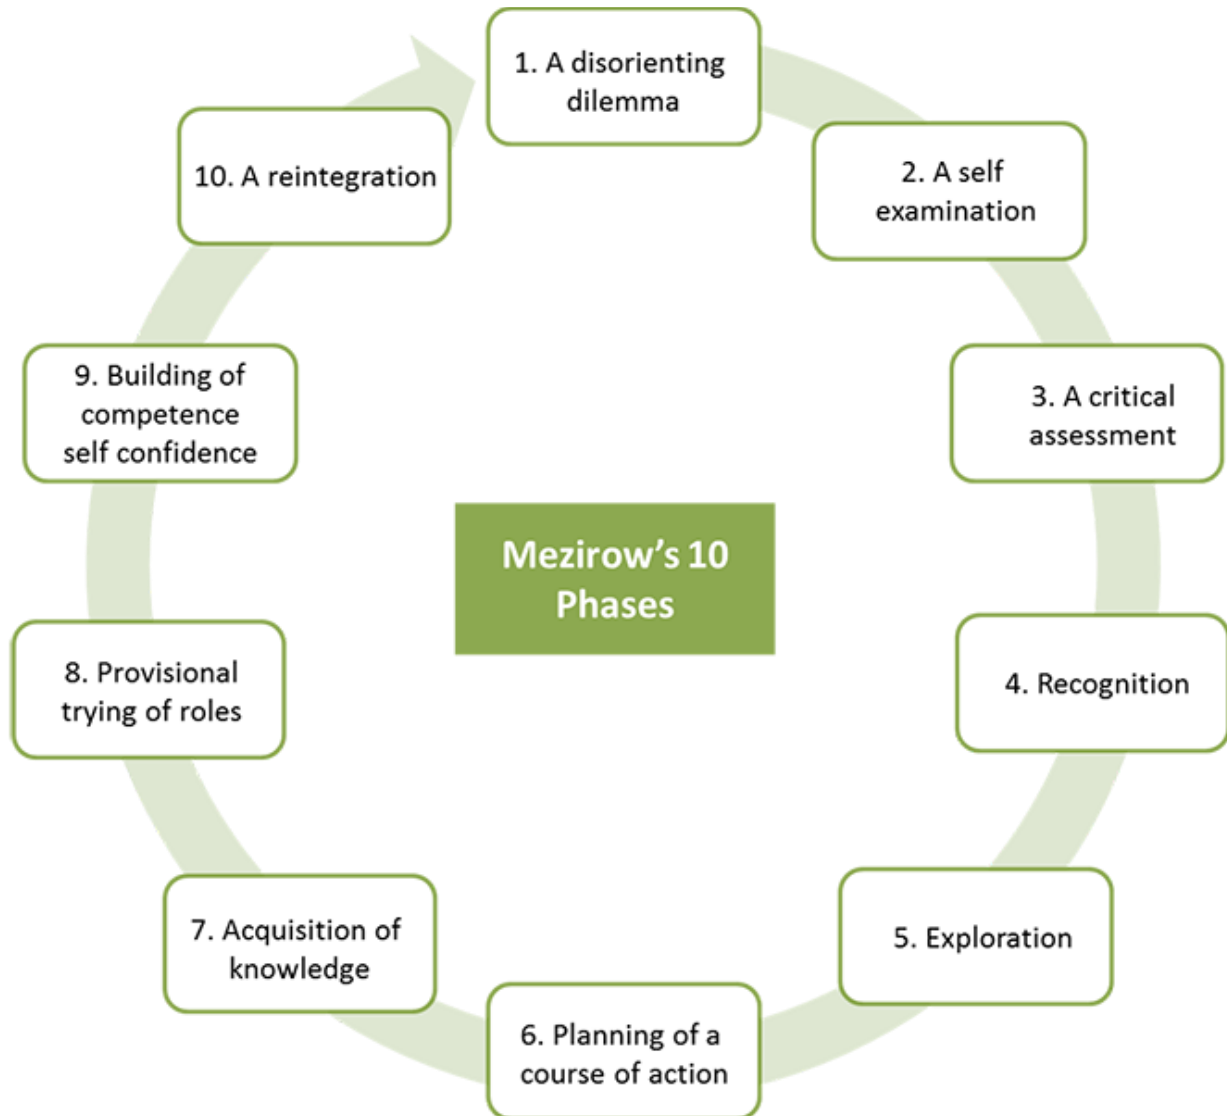 1. A disorienting
dilemma
2. A self
examination
3. A critical
assessment
4. Recognition
5. Exploration
6. Planning of a
course of action
7. Acquisition of
knowledge
8. Provisional
trying of roles
9. Building of
competence
self confidence
10. A reintegration
Mezirow’s 10
Phases